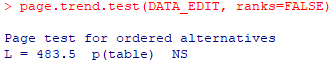 > page.trend.test(DATA_EDIT, ranks=FALSE)
Page test for ordered alternatives
L = 483.5  p(table)  NS